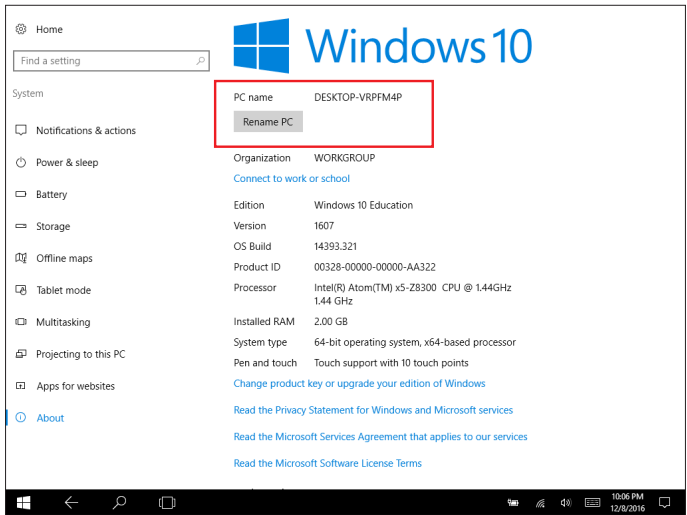 Home
Find a setting
System
Notifications & actions
Power & sleep
Battery
Storage
Offline maps
Tablet mode
Multitasking
Projecting to this PC
Apps for websites
About
Windows 10
PC name DESKTOP-VRPFM4P
Rename PC
Organization WORKGROUP
Connect to work or school
Edition Windows 10 Education
Version 1607
OS Build 14393.321
Product ID 00328-00000-00000-AA322
Processor Intel(R) Atom(TM) x5-Z8300 CPU @ 1.44GHz
1.44 GHz
Installed RAM 2.00 GB
System type 64-bit operating system, x64-based processor
Pen and touch Touch support with 10 touch points
Change product key or upgrade your edition of Windows
Read the Privacy Statement for Windows and Microsoft services
Read the Microsoft Services Agreement that applies to our services
Read the Microsoft Software License Terms
10:06 PM
12/8/2016